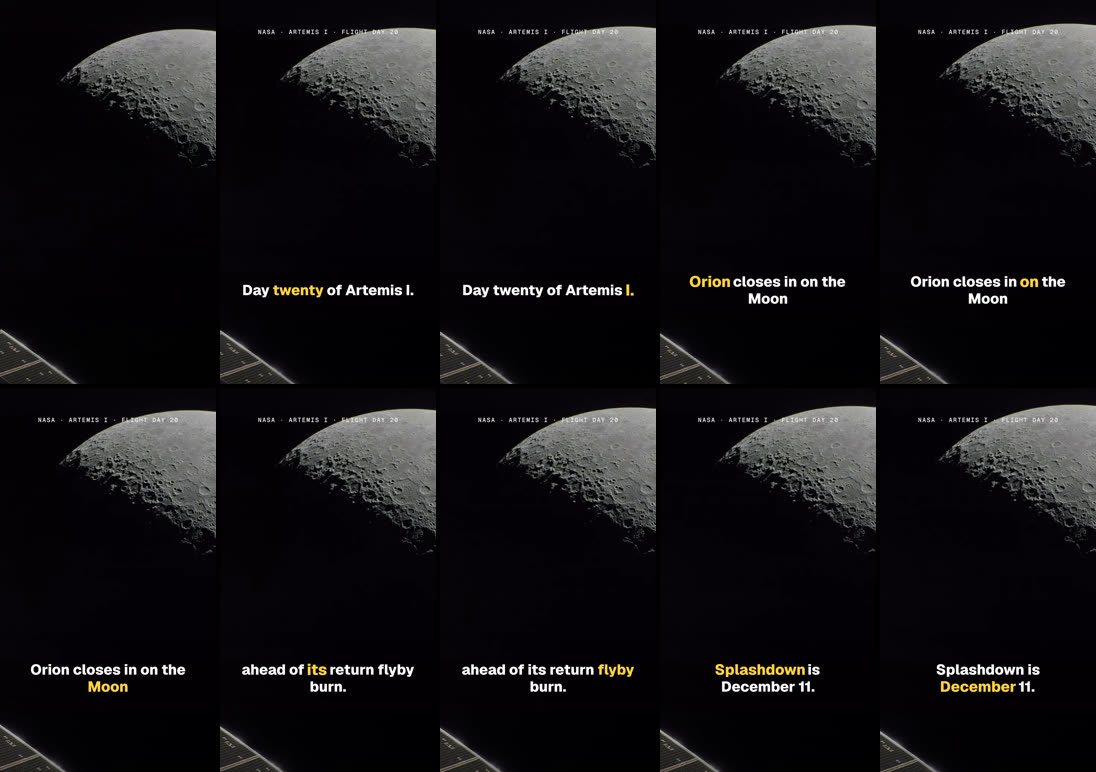 NASA · ARTEMIS I · FLIGHT DAY 20
Day twenty of Artemis I.
NASA · ARTEMIS I · FLIGHT DAY 20
Day twenty of Artemis I.
NASA · ARTEMIS I · FLIGHT DAY 20
Orion closes in on the
Moon
NASA · ARTEMIS I · FLIGHT DAY 20
Orion closes in on the
Moon
NASA · ARTEMIS I · FLIGHT DAY 20
Orion closes in on the
Moon
NASA · ARTEMIS I · FLIGHT DAY 20
ahead of its return flyby
burn.
NASA · ARTEMIS I · FLIGHT DAY 20
ahead of its return flyby
burn.
NASA · ARTEMIS I · FLIGHT DAY 20
Splashdown is
December 11.
NASA · ARTEMIS I · FLIGHT DAY 20
Splashdown is
December 11.